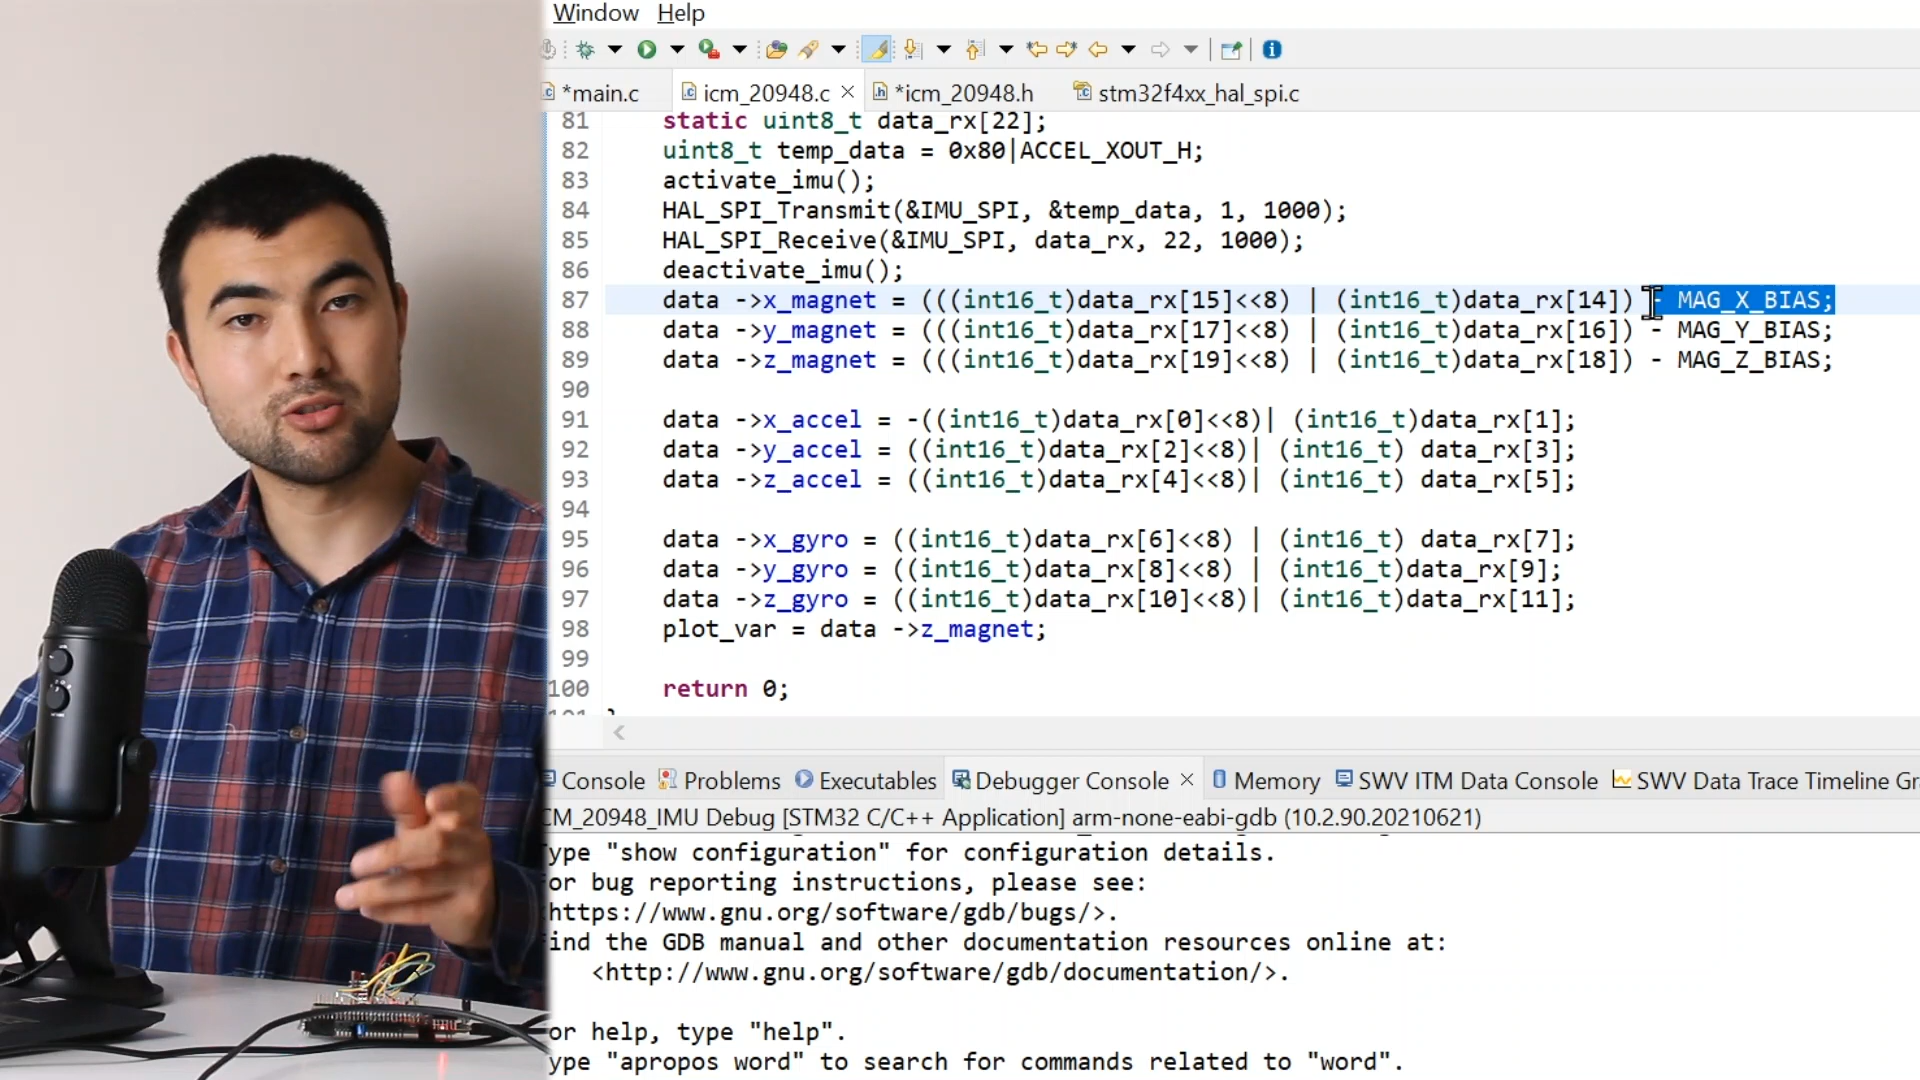 Window Help
*main.c icm_20948.c *icm_20948.h stm32f4xx_hal_spi.c
81 static uint8_t data_rx[22];
82 uint8_t temp_data = 0x80|ACCEL_XOUT_H;
83 activate_imu();
84 HAL_SPI_Transmit(&IMU_SPI, &temp_data, 1, 1000);
85 HAL_SPI_Receive(&IMU_SPI, data_rx, 22, 1000);
86 deactivate_imu();
87 data ->x_magnet = (((int16_t)data_rx[15]<<8) | (int16_t)data_rx[14]) - MAG_X_BIAS;
88 data ->y_magnet = (((int16_t)data_rx[17]<<8) | (int16_t)data_rx[16]) - MAG_Y_BIAS;
89 data ->z_magnet = (((int16_t)data_rx[19]<<8) | (int16_t)data_rx[18]) - MAG_Z_BIAS;
90
91 data ->x_accel = -((int16_t)data_rx[0]<<8)| (int16_t)data_rx[1];
92 data ->y_accel = ((int16_t)data_rx[2]<<8)| (int16_t) data_rx[3];
93 data ->z_accel = ((int16_t)data_rx[4]<<8)| (int16_t) data_rx[5];
94
95 data ->x_gyro = ((int16_t)data_rx[6]<<8) | (int16_t) data_rx[7];
96 data ->y_gyro = ((int16_t)data_rx[8]<<8) | (int16_t)data_rx[9];
97 data ->z_gyro = ((int16_t)data_rx[10]<<8)| (int16_t)data_rx[11];
98 plot_var = data ->z_magnet;
99
100 return 0;
Console Problems Executables Debugger Console Memory SWV ITM Data Console SWV Data Trace Timeline Gr
CM_20948_IMU Debug [STM32 C/C++ Application] arm-none-eabi-gdb (10.2.90.20210621)
ype "show configuration" for configuration details.
or bug reporting instructions, please see:
<https://www.gnu.org/software/gdb/bugs/>.
ind the GDB manual and other documentation resources online at:
<http://www.gnu.org/software/gdb/documentation/>.
or help, type "help".
ype "apropos word" to search for commands related to "word".